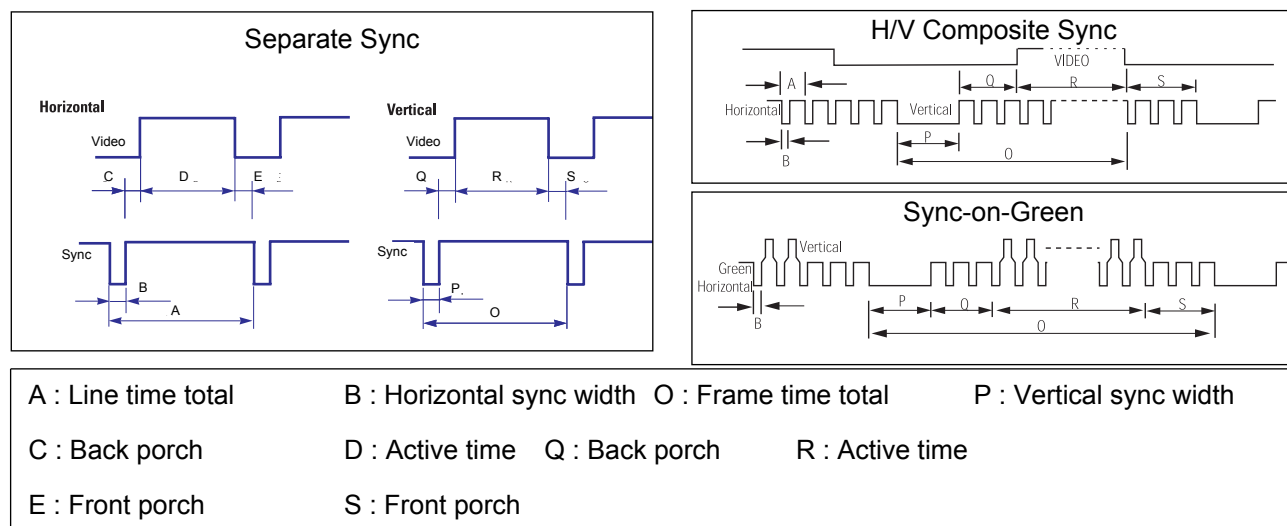 Separate Sync
Horizontal
Video
C D E
Sync
B
A
Vertical
Video
Q R S
Sync
P
O
H/V Composite Sync
VIDEO
A Q R S
Horizontal Vertical
P
B O
Sync-on-Green
Vertical
Green
Horizontal
P Q R S
B
O
A : Line time total B : Horizontal sync width O : Frame time total P : Vertical sync width
C : Back porch D : Active time Q : Back porch R : Active time
E : Front porch S : Front porch